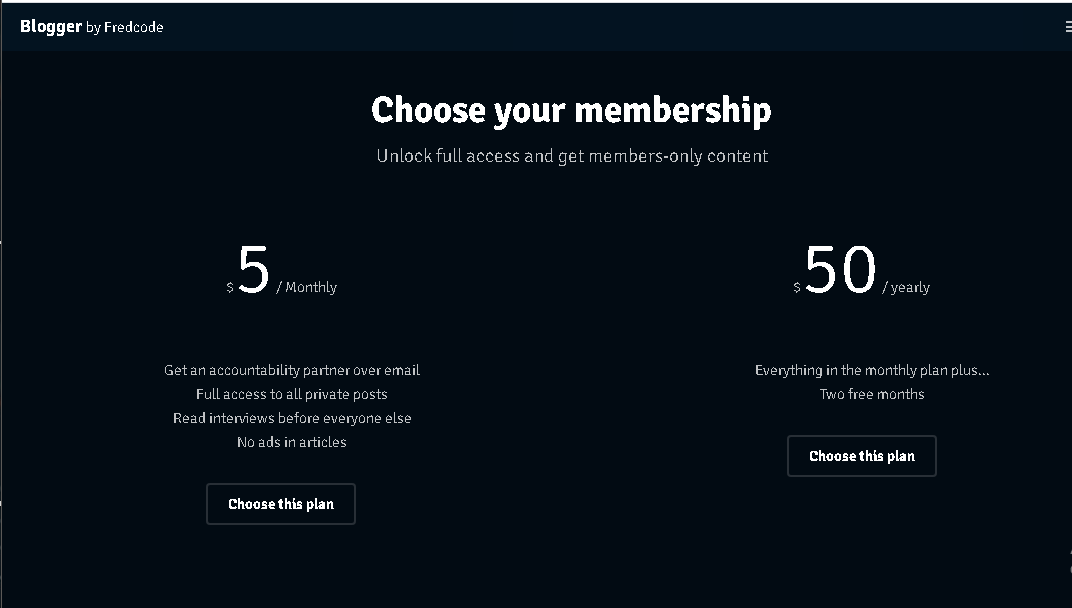 Blogger by Fredcode
Choose your membership
Unlock full access and get members-only content
$5 / Monthly
Get an accountability partner over email
Full access to all private posts
Read interviews before everyone else
No ads in articles
Choose this plan
$50 / yearly
Everything in the monthly plan plus...
Two free months
Choose this plan